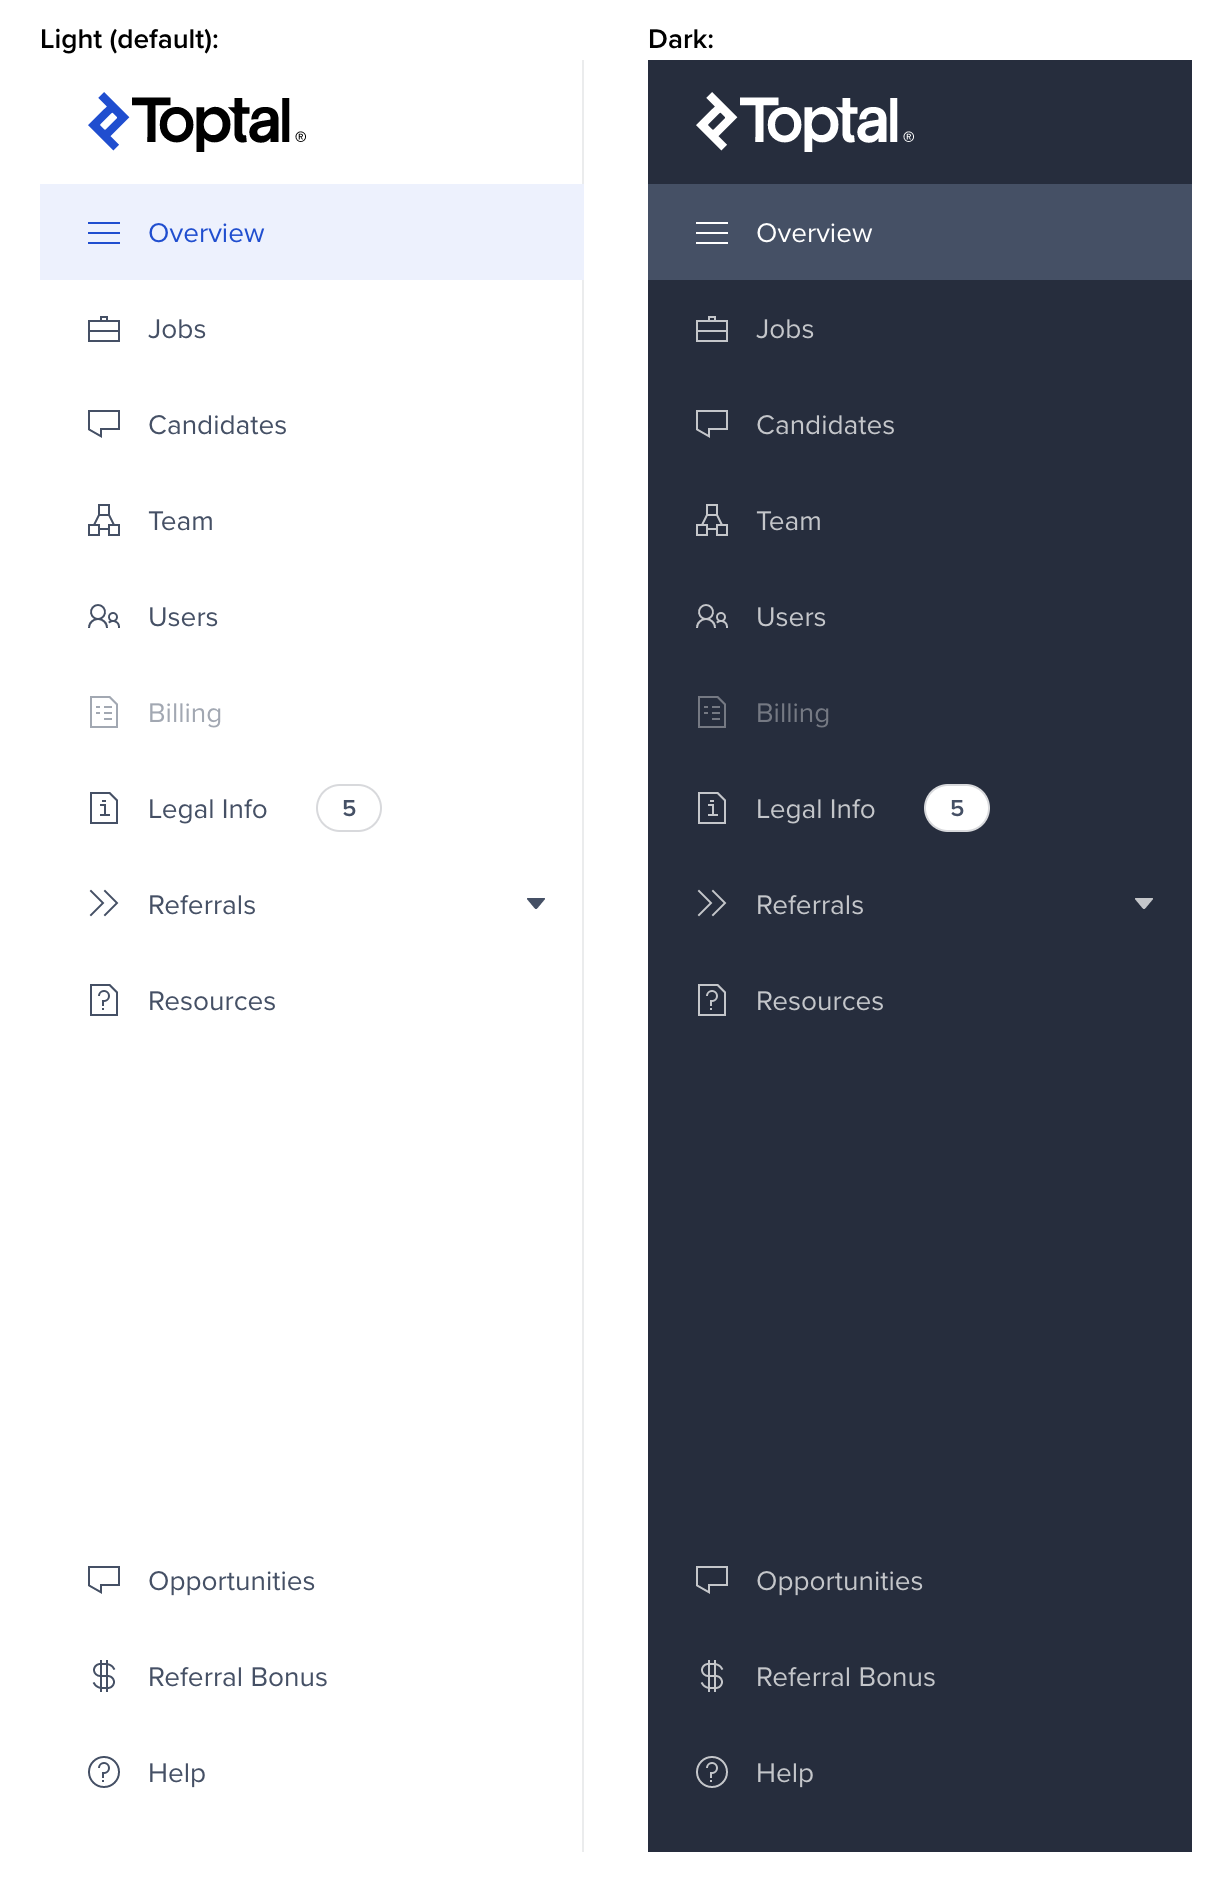 Light (default):
Toptal®
Overview
Jobs
Candidates
Team
Users
Billing
Legal Info 5
Referrals
Resources
Opportunities
Referral Bonus
Help
Dark:
Toptal®
Overview
Jobs
Candidates
Team
Users
Billing
Legal Info 5
Referrals
Resources
Opportunities
Referral Bonus
Help